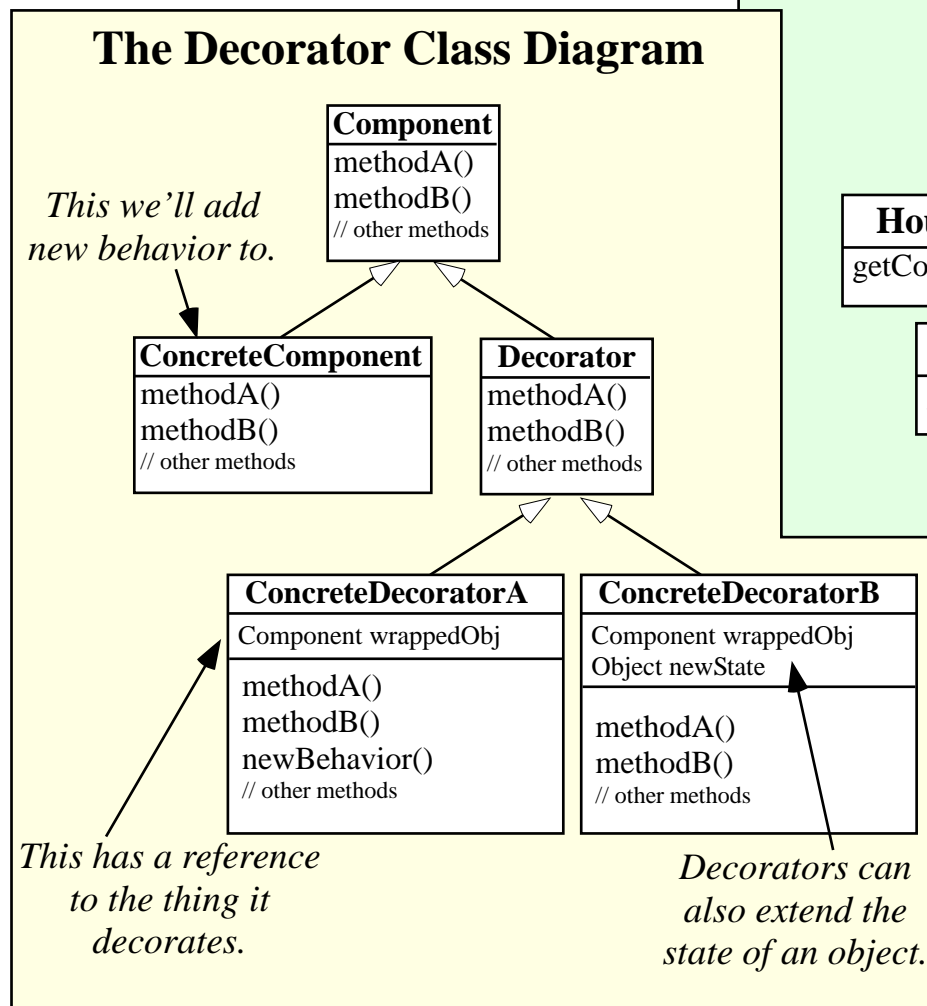 The Decorator Class Diagram
Component
methodA()
methodB()
// other methods
This we’ll add
new behavior to.
ConcreteComponent
methodA()
methodB()
// other methods
Decorator
methodA()
methodB()
// other methods
ConcreteDecoratorA
Component wrappedObj
methodA()
methodB()
newBehavior()
// other methods
ConcreteDecoratorB
Component wrappedObj
Object newState
methodA()
methodB()
// other methods
This has a reference
to the thing it
decorates.
Decorators can
also extend the
state of an object.
Hou
getCo